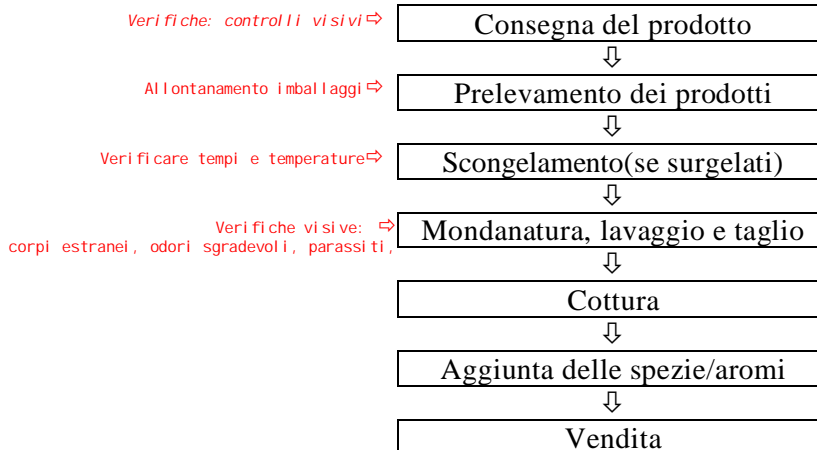 Verifiche: controlli visivi⇨ Consegna del prodotto
⇩
Allontanamento imballaggi⇨ Prelevamento dei prodotti
⇩
Verificare tempi e temperature⇨ Scongelamento(se surgelati)
⇩
Verifiche visive: ⇨ Mondanatura, lavaggio e taglio
corpi estranei, odori sgradevoli, parassiti,
⇩
Cottura
⇩
Aggiunta delle spezie/aromi
⇩
Vendita